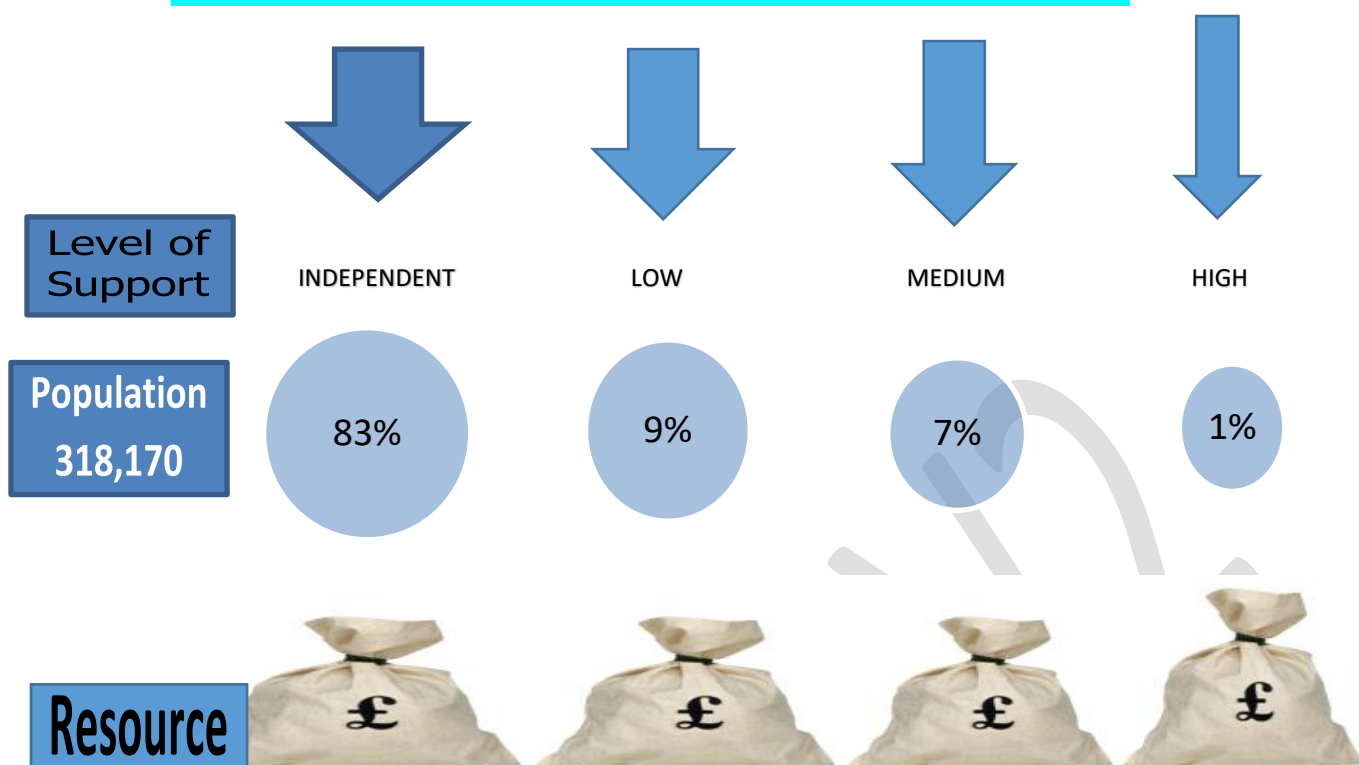 Level of
Support
INDEPENDENT
LOW
MEDIUM
HIGH
Population
318,170
83%
9%
7%
1%
Resource
£
£
£
£